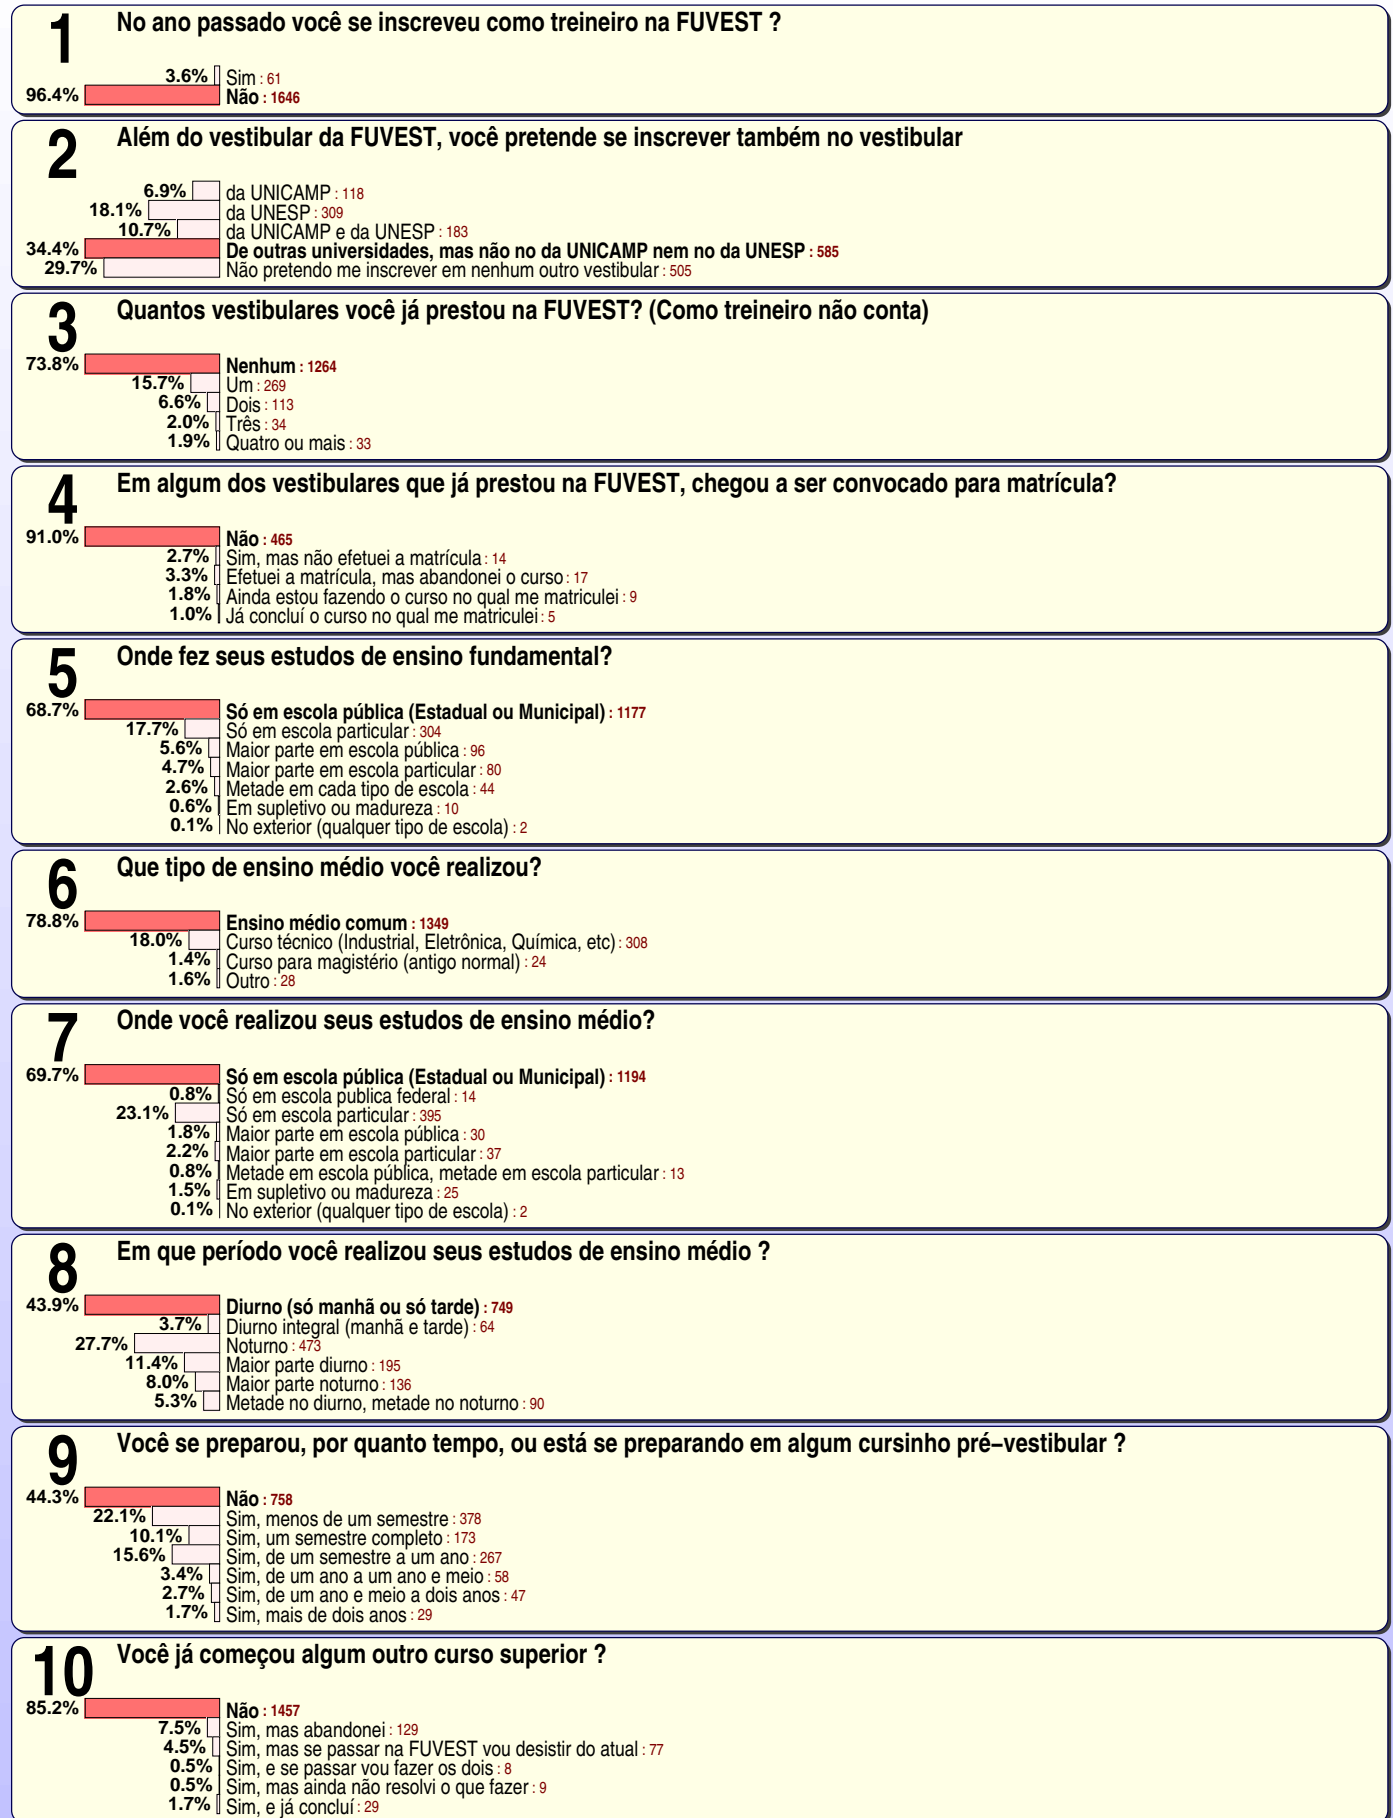 1
No ano passado você se inscreveu como treineiro na FUVEST ?
3.6% Sim : 61
96.4% Não : 1646
2
Além do vestibular da FUVEST, você pretende se inscrever também no vestibular
6.9% da UNICAMP : 118
18.1% da UNESP : 309
10.7% da UNICAMP e da UNESP : 183
34.4% De outras universidades, mas não no da UNICAMP nem no da UNESP : 585
29.7% Não pretendo me inscrever em nenhum outro vestibular : 505
3
Quantos vestibulares você já prestou na FUVEST? (Como treineiro não conta)
73.8% Nenhum : 1264
15.7% Um : 269
6.6% Dois : 113
2.0% Três : 34
1.9% Quatro ou mais : 33
4
Em algum dos vestibulares que já prestou na FUVEST, chegou a ser convocado para matrícula?
91.0% Não : 465
2.7% Sim, mas não efetuei a matrícula : 14
3.3% Efetuei a matrícula, mas abandonei o curso : 17
1.8% Ainda estou fazendo o curso no qual me matriculei : 9
1.0% Já concluí o curso no qual me matriculei : 5
5
Onde fez seus estudos de ensino fundamental?
68.7% Só em escola pública (Estadual ou Municipal) : 1177
17.7% Só em escola particular : 304
5.6% Maior parte em escola pública : 96
4.7% Maior parte em escola particular : 80
2.6% Metade em cada tipo de escola : 44
0.6% Em supletivo ou madureza : 10
0.1% No exterior (qualquer tipo de escola) : 2
6
Que tipo de ensino médio você realizou?
78.8% Ensino médio comum : 1349
18.0% Curso técnico (Industrial, Eletrônica, Química, etc) : 308
1.4% Curso para magistério (antigo normal) : 24
1.6% Outro : 28
7
Onde você realizou seus estudos de ensino médio?
69.7% Só em escola pública (Estadual ou Municipal) : 1194
0.8% Só em escola publica federal : 14
23.1% Só em escola particular : 395
1.8% Maior parte em escola pública : 30
2.2% Maior parte em escola particular : 37
0.8% Metade em escola pública, metade em escola particular : 13
1.5% Em supletivo ou madureza : 25
0.1% No exterior (qualquer tipo de escola) : 2
8
Em que período você realizou seus estudos de ensino médio ?
43.9% Diurno (só manhã ou só tarde) : 749
3.7% Diurno integral (manhã e tarde) : 64
27.7% Noturno : 473
11.4% Maior parte diurno : 195
8.0% Maior parte noturno : 136
5.3% Metade no diurno, metade no noturno : 90
9
Você se preparou, por quanto tempo, ou está se preparando em algum cursinho pré–vestibular ?
44.3% Não : 758
22.1% Sim, menos de um semestre : 378
10.1% Sim, um semestre completo : 173
15.6% Sim, de um semestre a um ano : 267
3.4% Sim, de um ano a um ano e meio : 58
2.7% Sim, de um ano e meio a dois anos : 47
1.7% Sim, mais de dois anos : 29
10
Você já começou algum outro curso superior ?
85.2% Não : 1457
7.5% Sim, mas abandonei : 129
4.5% Sim, mas se passar na FUVEST vou desistir do atual : 77
0.5% Sim, e se passar vou fazer os dois : 8
0.5% Sim, mas ainda não resolvi o que fazer : 9
1.7% Sim, e já concluí : 29